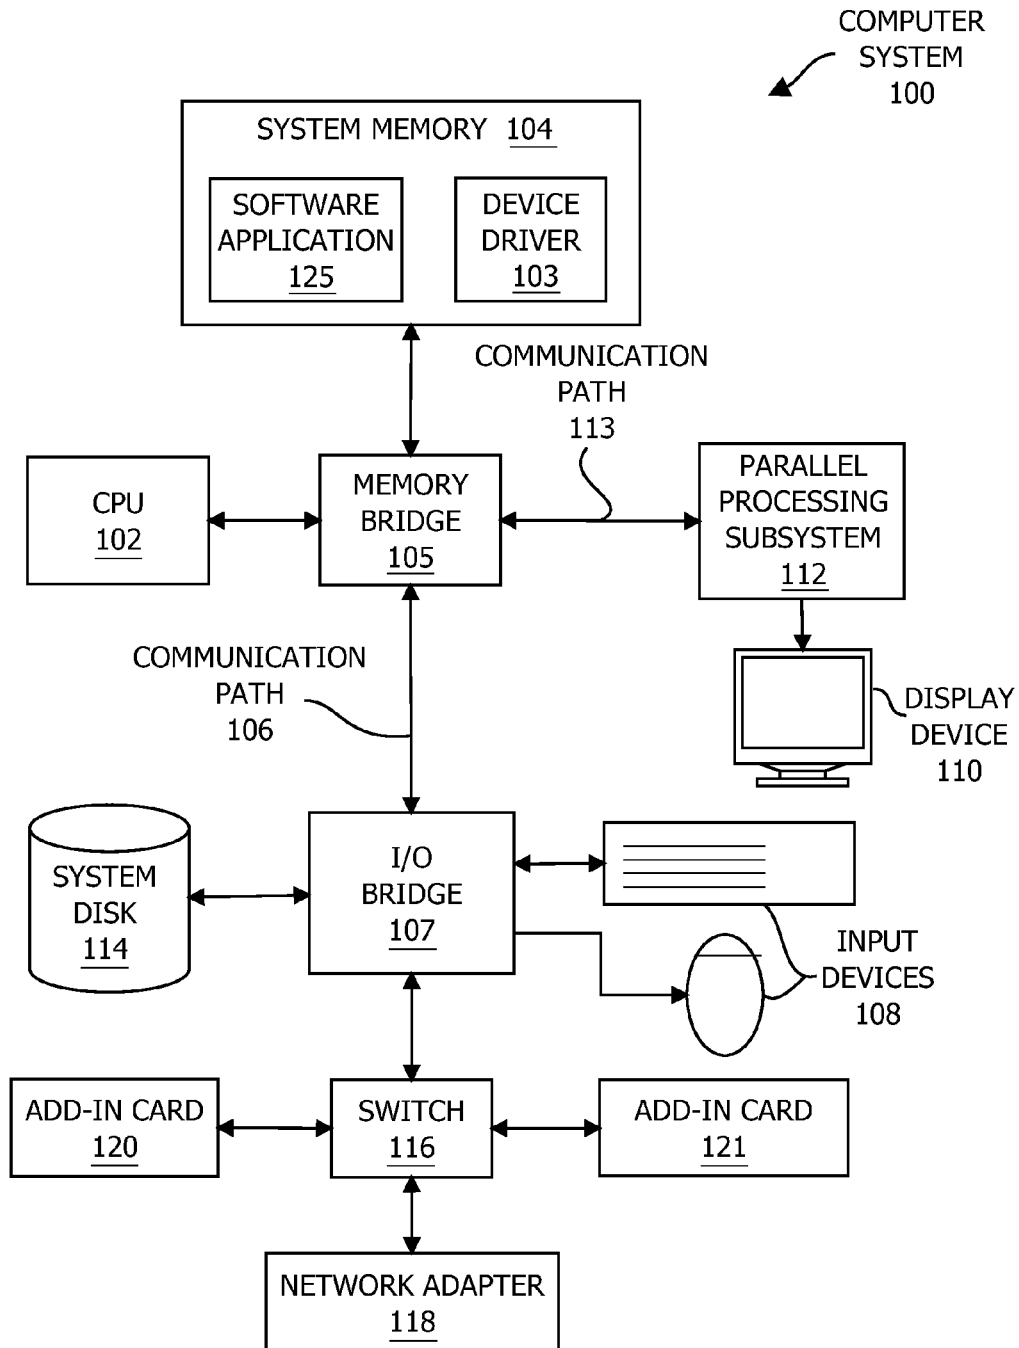 COMPUTER
SYSTEM
100
SYSTEM MEMORY 104
SOFTWARE
APPLICATION
125
DEVICE
DRIVER
103
COMMUNICATION
PATH
113
CPU
102
MEMORY
BRIDGE
105
PARALLEL
PROCESSING
SUBSYSTEM
112
COMMUNICATION
PATH
106
DISPLAY
DEVICE
110
SYSTEM
DISK
114
I/O
BRIDGE
107
INPUT
DEVICES
108
ADD-IN CARD
120
SWITCH
116
ADD-IN CARD
121
NETWORK ADAPTER
118